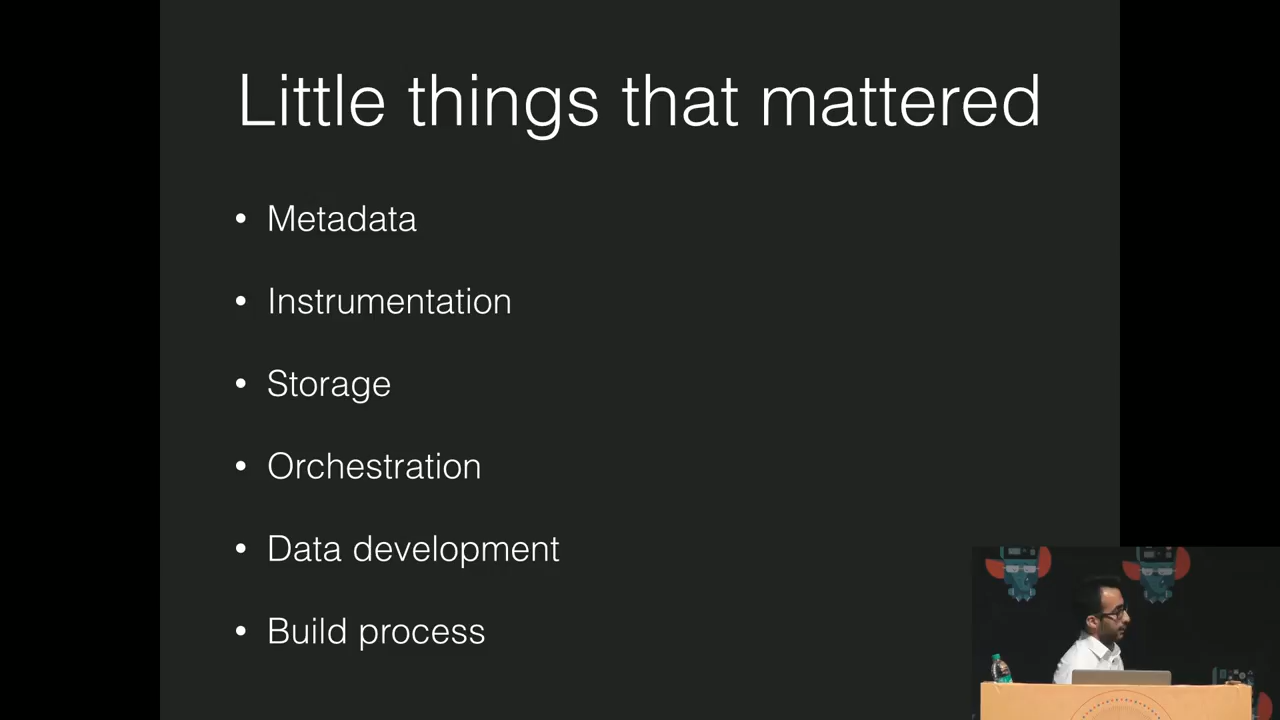 Little things that mattered
• Metadata
• Instrumentation
• Storage
• Orchestration
• Data development
• Build process